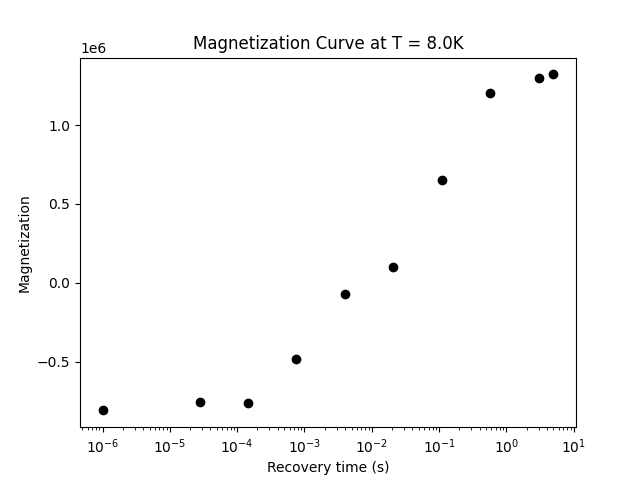 Magnetization Curve at T = 8.0K
1e6
1.0
0.5
0.0
−0.5
Magnetization
10⁻⁶ 10⁻⁵ 10⁻⁴ 10⁻³ 10⁻² 10⁻¹ 10⁰ 10¹
Recovery time (s)